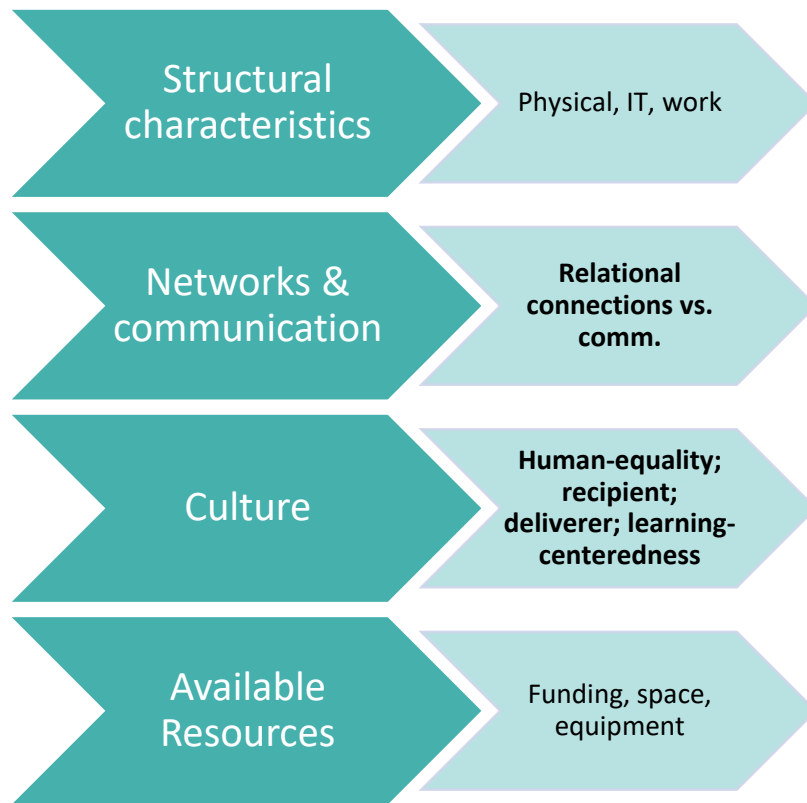 Structural
characteristics
Physical, IT, work
Networks &
communication
Relational
connections vs.
comm.
Culture
Human-equality;
recipient;
deliverer; learning-
centeredness
Available
Resources
Funding, space,
equipment